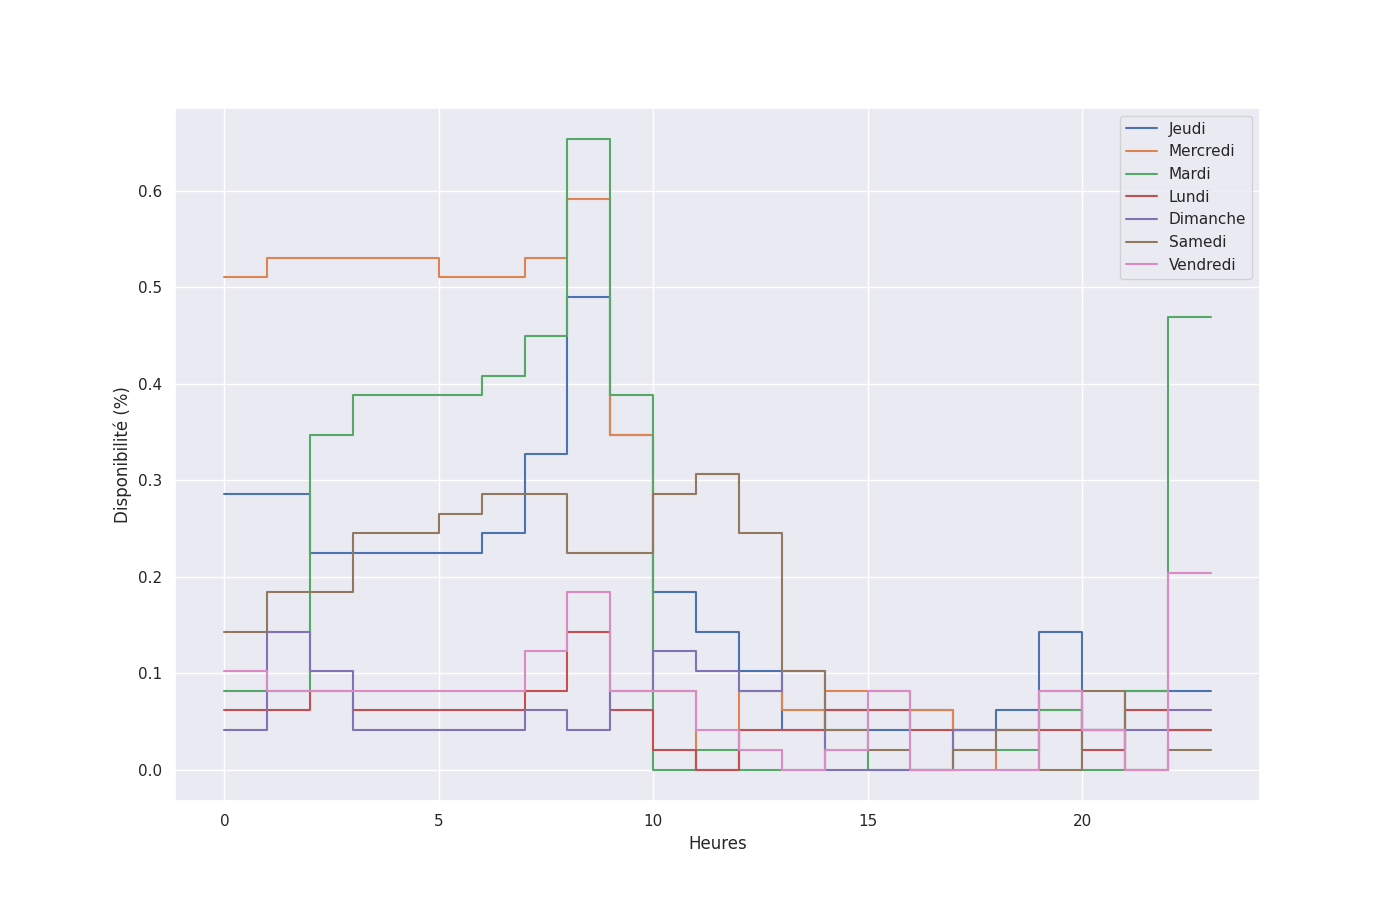 Jeudi
Mercredi
Mardi
Lundi
Dimanche
Samedi
Vendredi
0.6
0.5
0.4
0.3
0.2
0.1
0.0
Disponibilité (%)
0 5 10 15 20
Heures